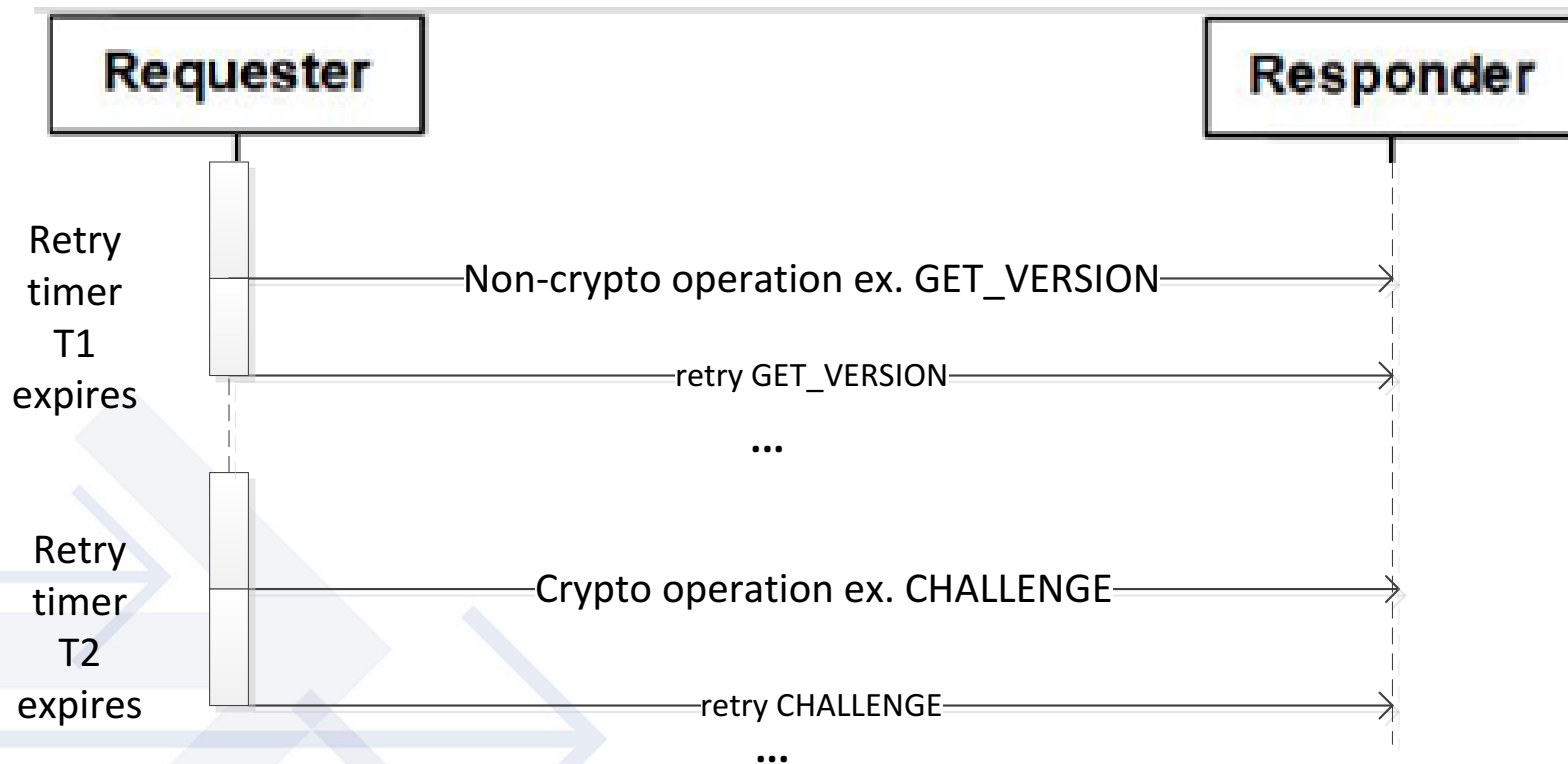 Requester
Responder
Retry
timer
T1
expires
Non-crypto operation ex. GET_VERSION
retry GET_VERSION
...
Retry
timer
T2
expires
Crypto operation ex. CHALLENGE
retry CHALLENGE
...